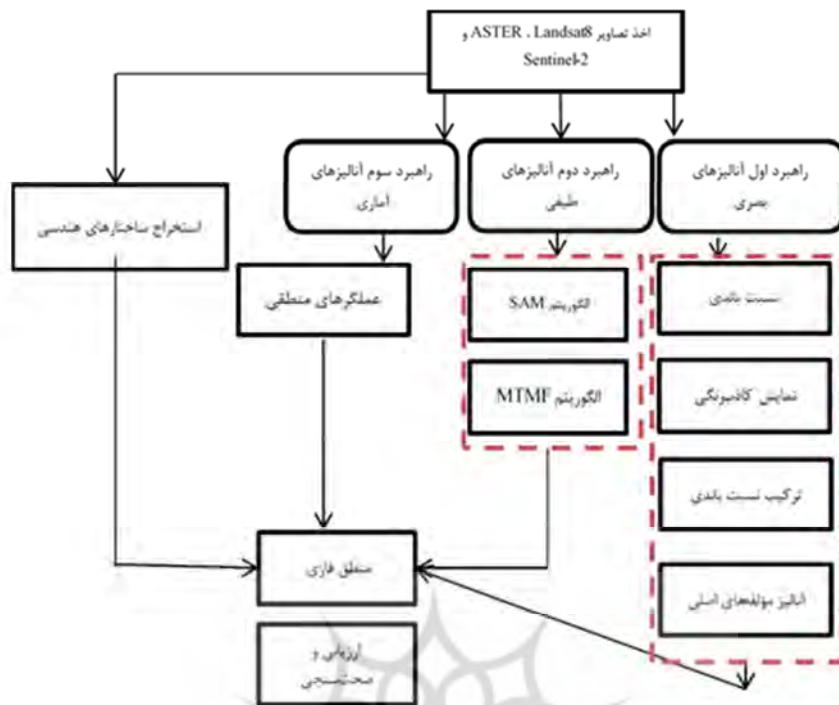 اخذ تصاویر ASTER ، Landsat8 و
Sentinel-2
راهبرد اول آنالیزهای
بصری
راهبرد دوم آنالیزهای
طیفی
راهبرد سوم آنالیزهای
آماری
استخراج ساختارهای هندسی
نسبت باندی
نمایش کاذب‌رنگی
ترکیب نسبت باندی
آنالیز مؤلفه‌های اصلی
الگوریتم SAM
الگوریتم MTMF
عملگرهای منطقی
منطق فازی
ارزیابی و
صحت‌سنجی